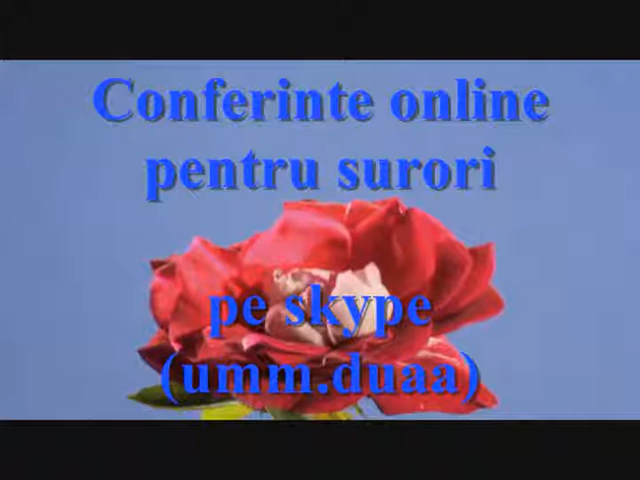 Conferinte online
pentru surori
pe skype
(umm.duaa)